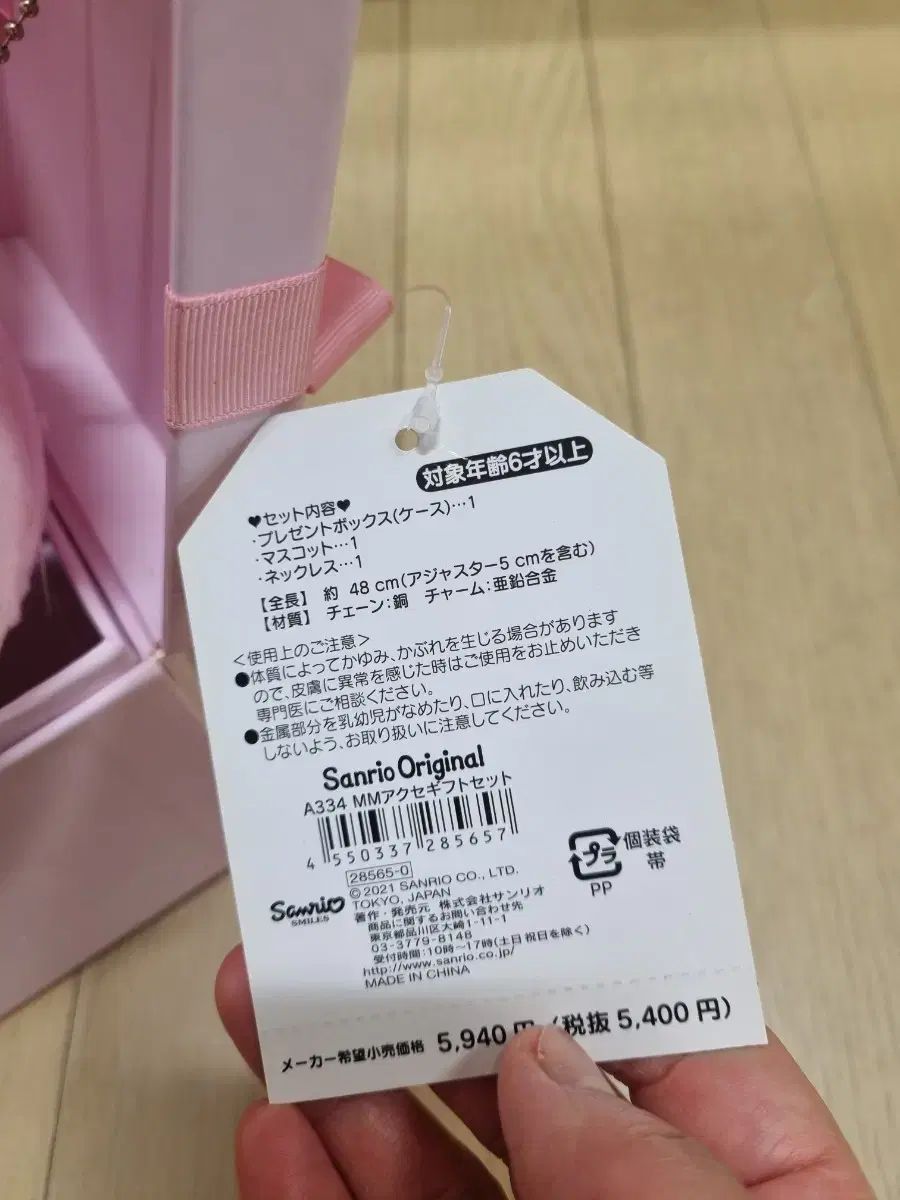 対象年齢6才以上
♥セット内容♥
・プレゼントボックス(ケース)…1
・マスコット…1
・ネックレス…1
【全長】 約 48 cm(アジャスター5 cmを含む)
【材質】 チェーン:銅 チャーム:亜鉛合金
<使用上のご注意>
●体質によってかゆみ、かぶれを生じる場合があります
ので、皮膚に異常を感じた時はご使用をお止めいただき
専門医にご相談ください。
●金属部分を乳幼児がなめたり、口に入れたり、飲み込む等
しないよう、お取り扱いに注意してください。
Sanrio Original
A334 MMアクセギフトセット
4 550337 285657
28565-0
Sanrio
SMILES
©2021 SANRIO CO., LTD.
TOKYO, JAPAN
著作・発売元 株式会社サンリオ
商品に関するお問い合わせ先
東京都品川区大崎1-11-1
03-3779-8148
受付時間:10時〜17時(土日祝日を除く)
http://www.sanrio.co.jp/
MADE IN CHINA
プラ
PP
個装袋
帯
メーカー希望小売価格 5,940 円 (税抜 5,400 円)